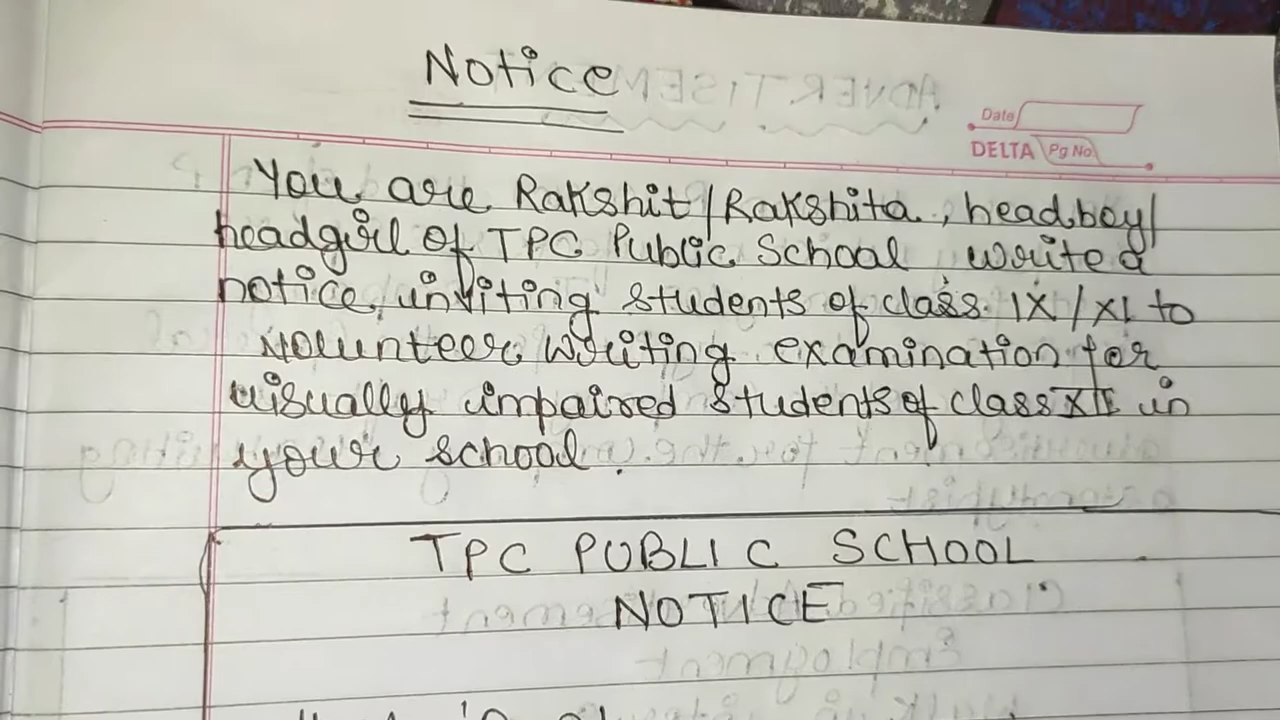 Notice
Date
DELTA Pg No
You are Rakshit/Rakshita, headboy/
headgirl of TPC Public School write a
notice inviting students of class IX/XI to
volunteer writing examination for
visually impaired students of class XII in
your school.
TPC PUBLIC SCHOOL
NOTICE